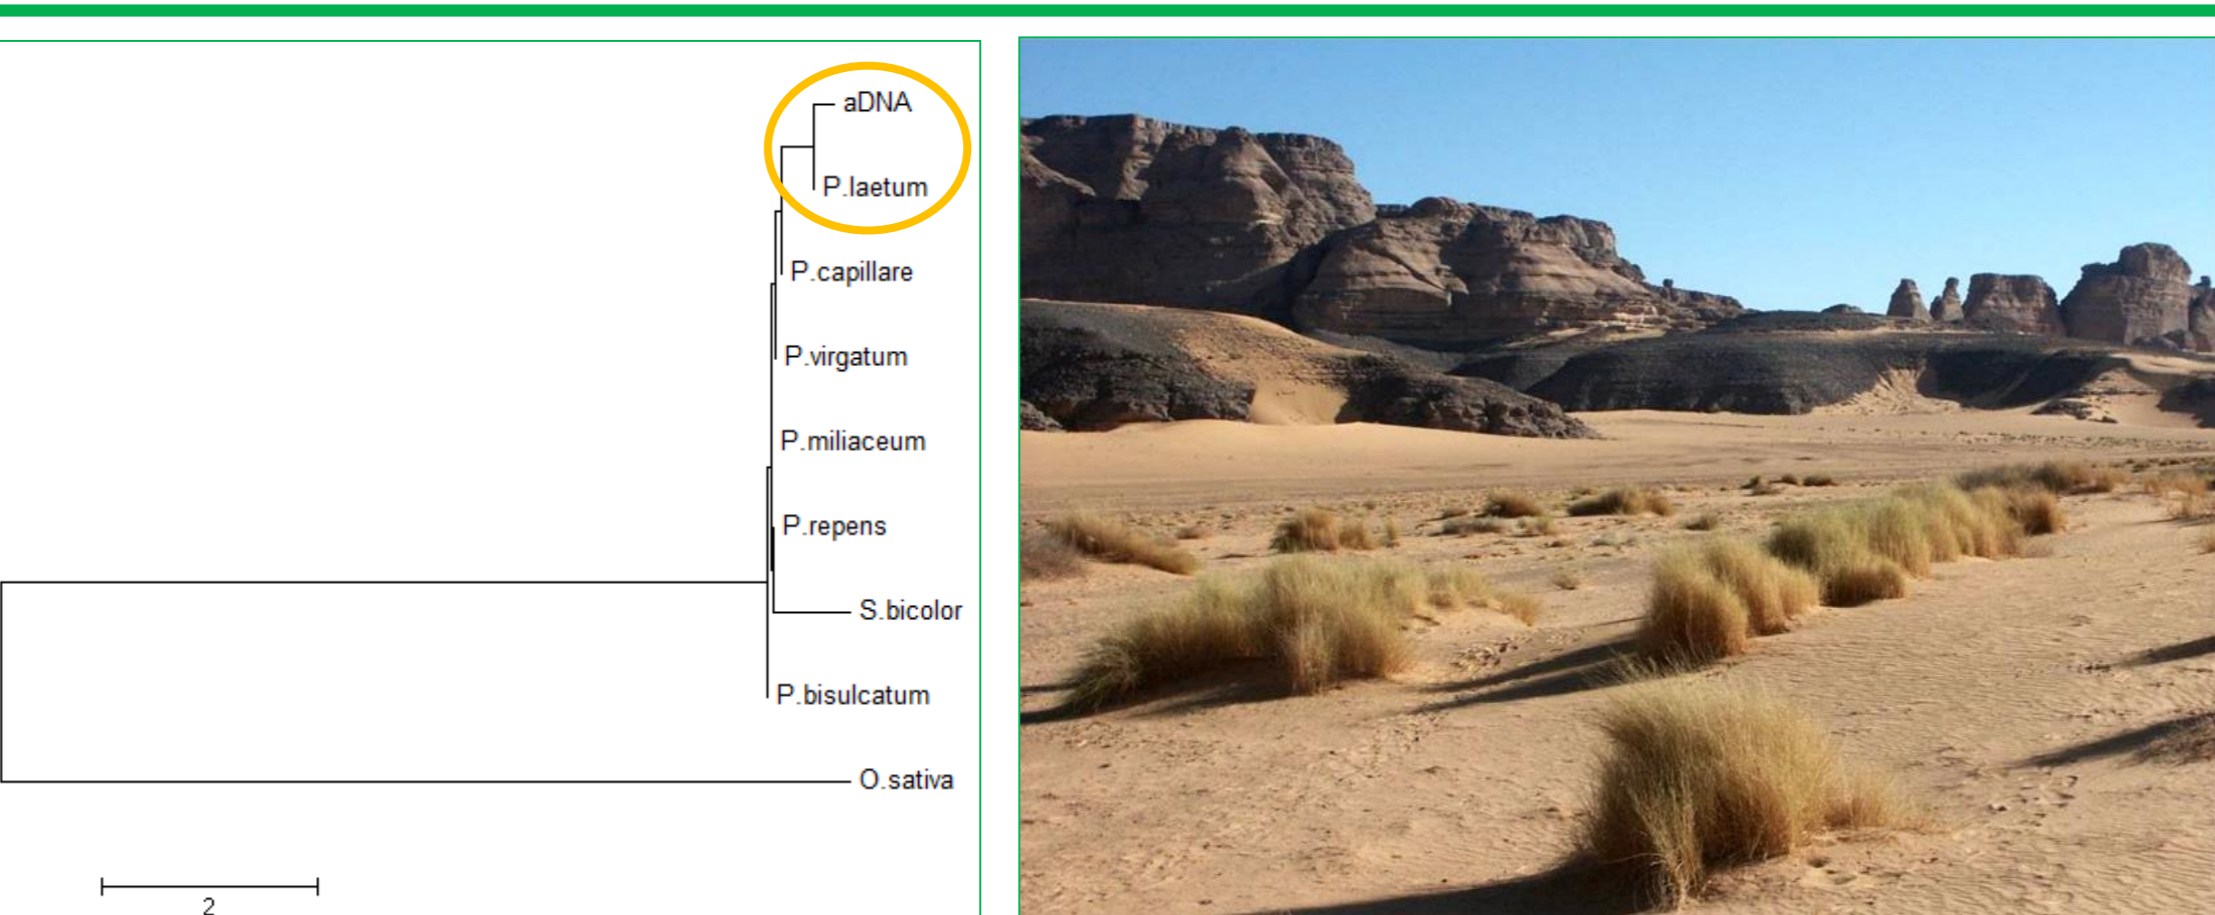 aDNA
P.laetum
P.capillare
P.virgatum
P.miliaceum
P.repens
S.bicolor
P.bisulcatum
O.sativa
2